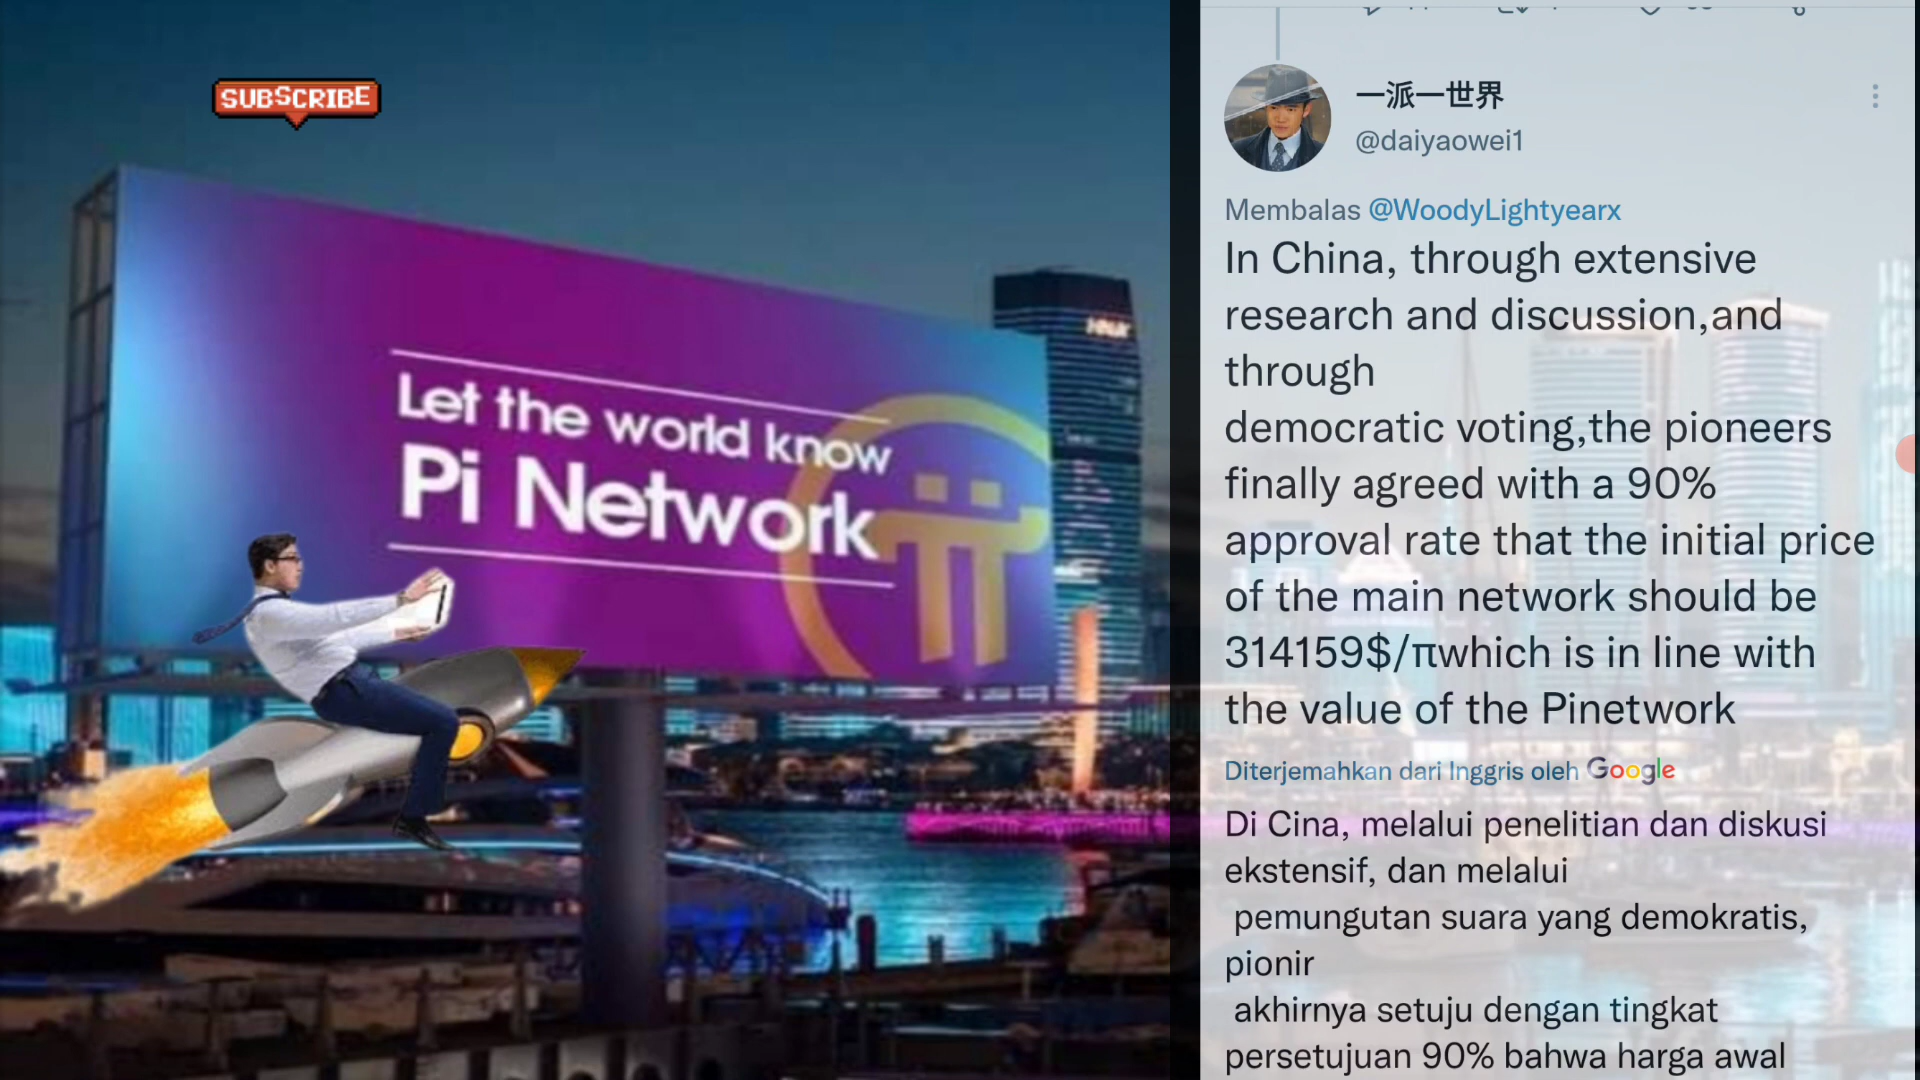 SUBSCRIBE
Let the world know
Pi Network
一派一世界
@daiyaowei1
Membalas @WoodyLightyearx
In China, through extensive
research and discussion,and
through
democratic voting,the pioneers
finally agreed with a 90%
approval rate that the initial price
of the main network should be
314159$/πwhich is in line with
the value of the Pinetwork
Diterjemahkan dari Inggris oleh Google
Di Cina, melalui penelitian dan diskusi
ekstensif, dan melalui
pemungutan suara yang demokratis,
pionir
akhirnya setuju dengan tingkat
persetujuan 90% bahwa harga awal